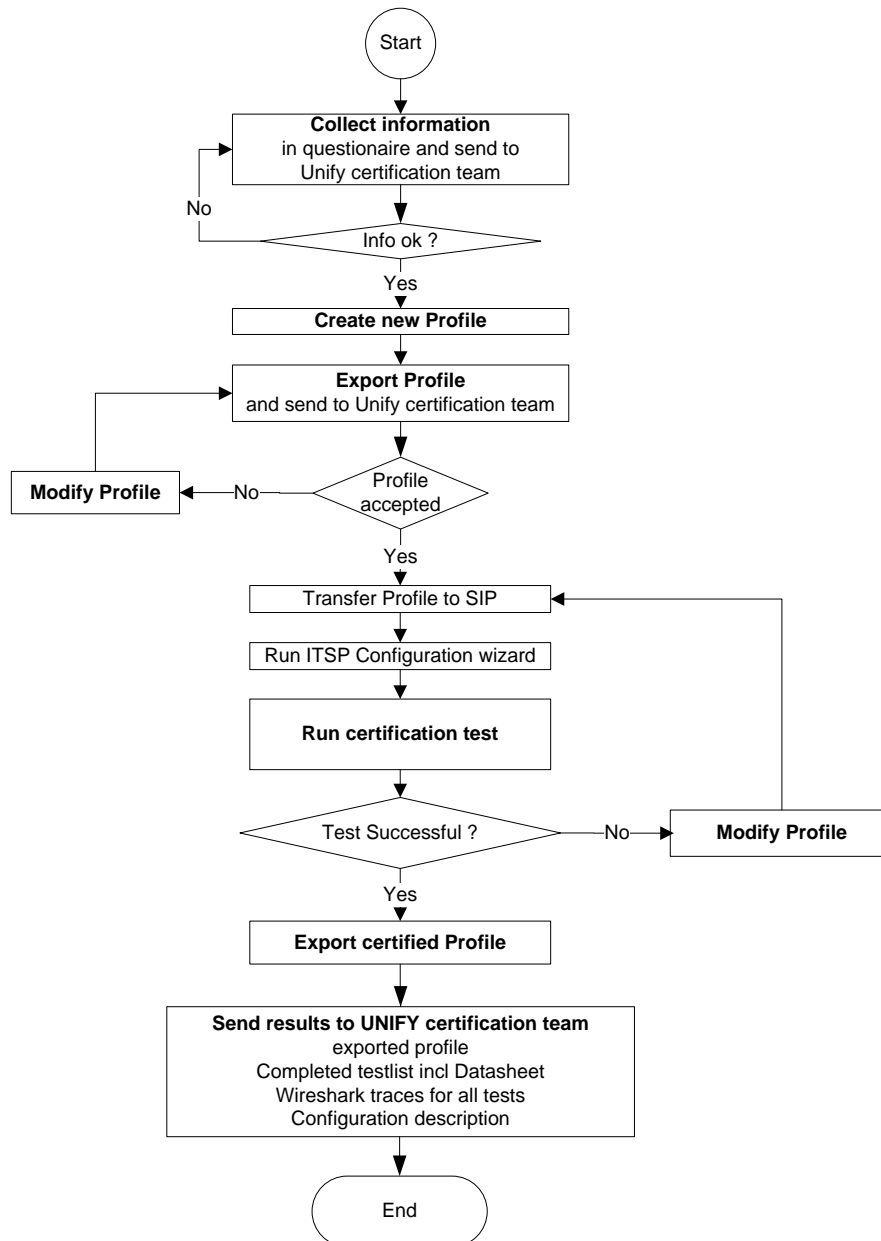 Start
Collect information
in questionaire and send to
Unify certification team
No
Info ok ?
Yes
Create new Profile
Export Profile
and send to Unify certification team
Modify Profile
No
Profile
accepted
Yes
Transfer Profile to SIP
Run ITSP Configuration wizard
Run certification test
Test Successful ?
No
Modify Profile
Yes
Export certified Profile
Send results to UNIFY certification team
exported profile
Completed testlist incl Datasheet
Wireshark traces for all tests
Configuration description
End